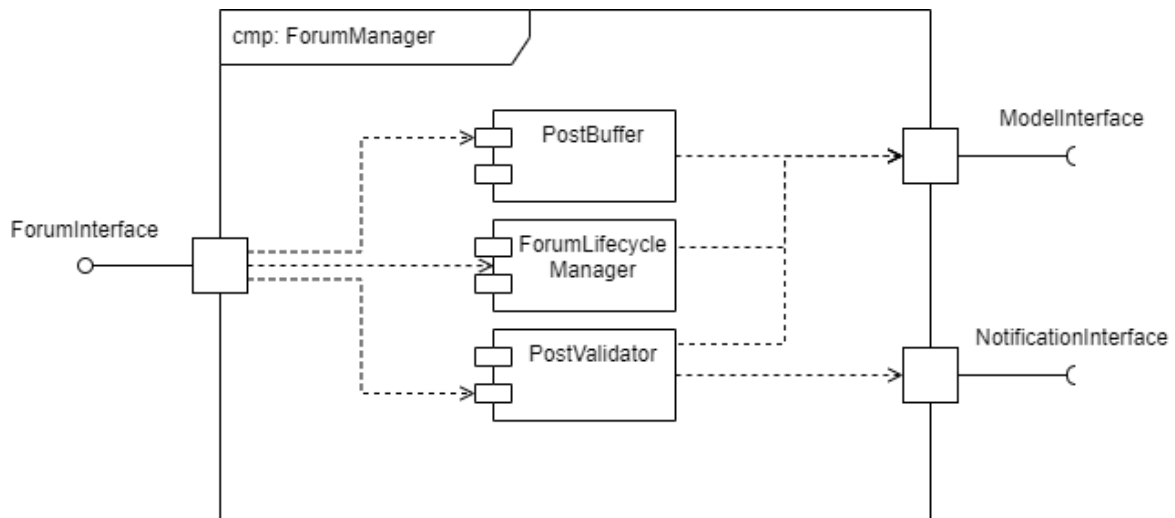 cmp: ForumManager
PostBuffer
ModelInterface
ForumInterface
ForumLifecycle
Manager
PostValidator
NotificationInterface